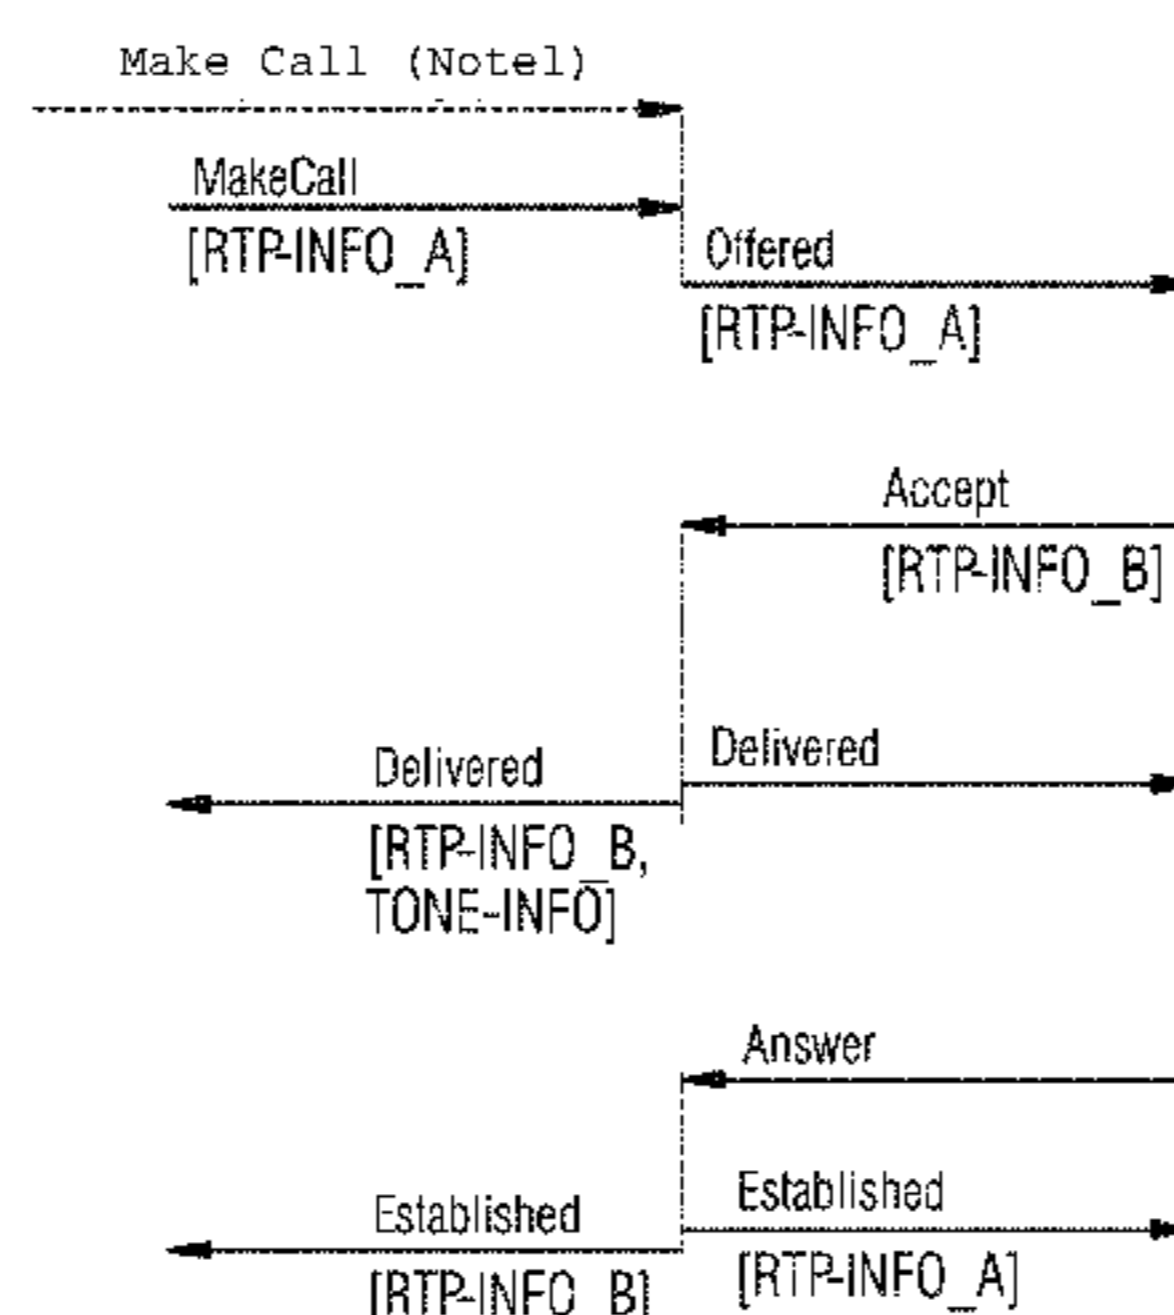 Make Call (Notel)
MakeCall
[RTP-INFO_A]
Offered
[RTP-INFO_A]
Accept
[RTP-INFO_B]
Delivered
Delivered
[RTP-INFO_B,
TONE-INFO]
Answer
Established
Established
[RTP-INFO_B]
[RTP-INFO_A]